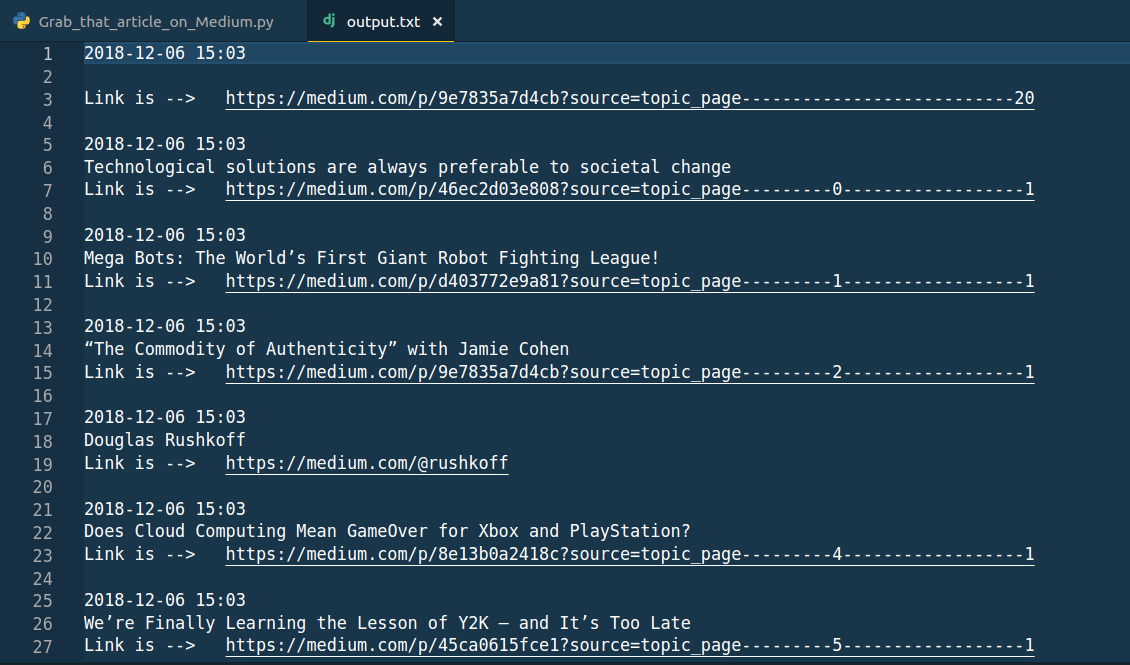 Grab_that_article_on_Medium.py
dj output.txt ×
1 2018-12-06 15:03
2
3 Link is -->   https://medium.com/p/9e7835a7d4cb?source=topic_page---------------------------20
4
5 2018-12-06 15:03
6 Technological solutions are always preferable to societal change
7 Link is -->   https://medium.com/p/46ec2d03e808?source=topic_page---------0------------------1
8
9 2018-12-06 15:03
10 Mega Bots: The World’s First Giant Robot Fighting League!
11 Link is -->   https://medium.com/p/d403772e9a81?source=topic_page---------1------------------1
12
13 2018-12-06 15:03
14 “The Commodity of Authenticity” with Jamie Cohen
15 Link is -->   https://medium.com/p/9e7835a7d4cb?source=topic_page---------2------------------1
16
17 2018-12-06 15:03
18 Douglas Rushkoff
19 Link is -->   https://medium.com/@rushkoff
20
21 2018-12-06 15:03
22 Does Cloud Computing Mean GameOver for Xbox and PlayStation?
23 Link is -->   https://medium.com/p/8e13b0a2418c?source=topic_page---------4------------------1
24
25 2018-12-06 15:03
26 We’re Finally Learning the Lesson of Y2K — and It’s Too Late
27 Link is -->   https://medium.com/p/45ca0615fce1?source=topic_page---------5------------------1